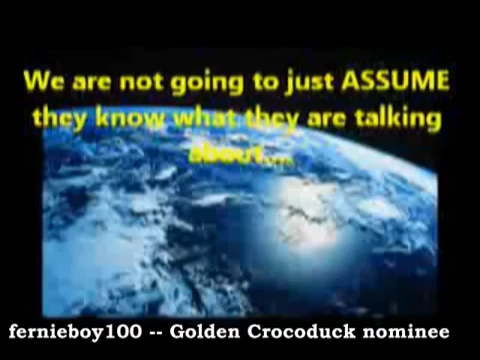 We are not going to just ASSUME
they know what they are talking
about....
fernieboy100 -- Golden Crocoduck nominee